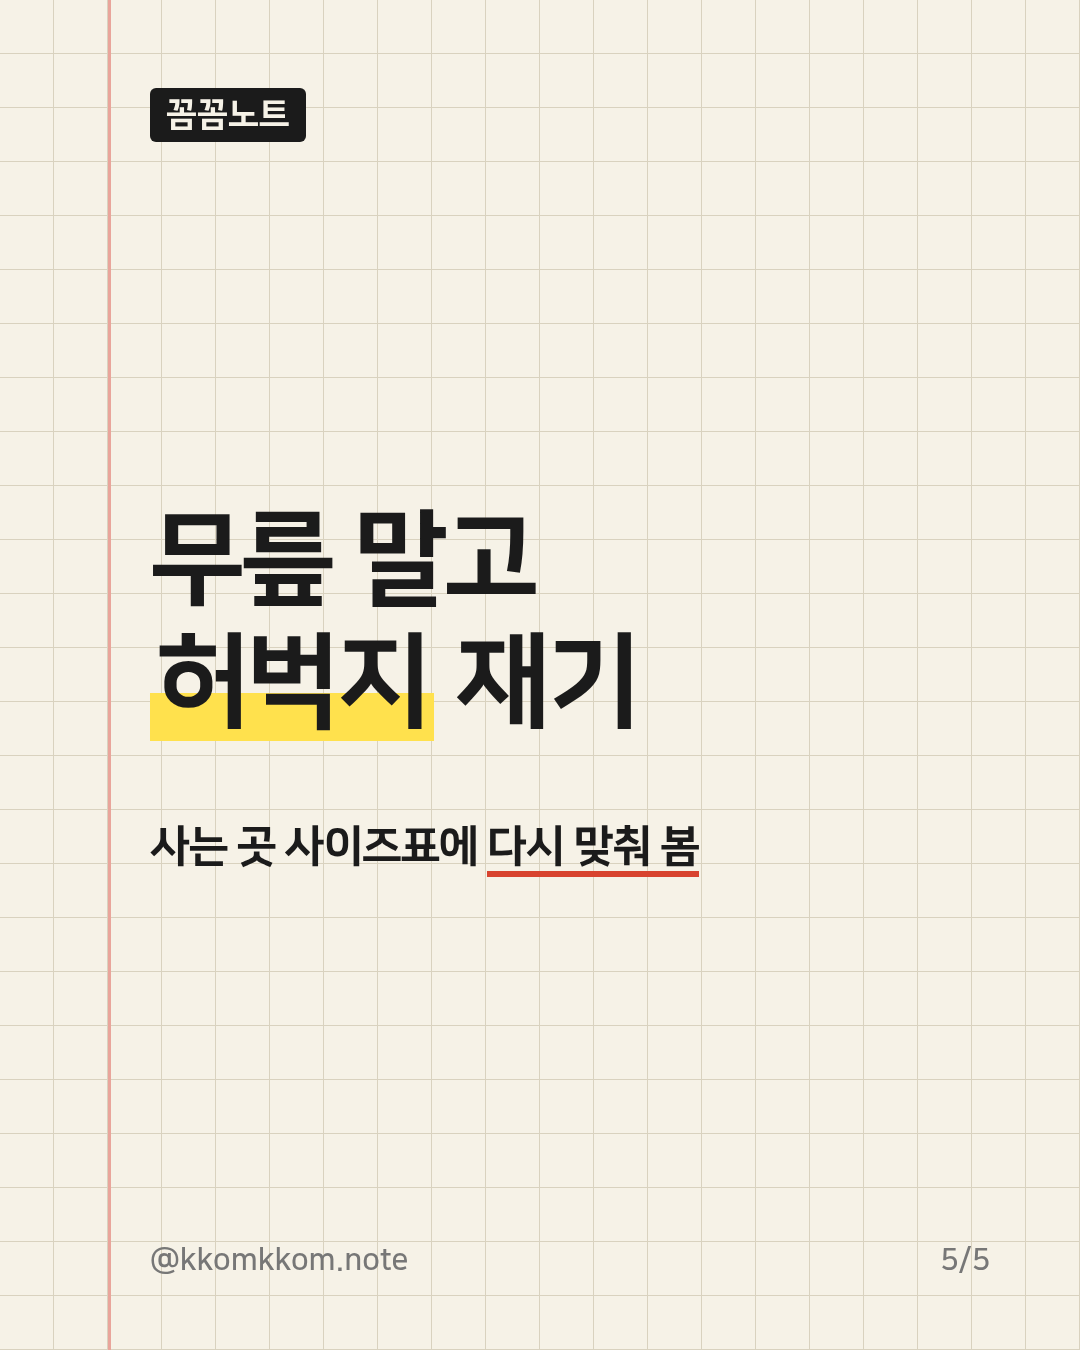 꼼꼼노트
무릎 말고
허벅지 재기
사는 곳 사이즈표에 다시 맞춰 봄
@kkomkkom.note
5/5